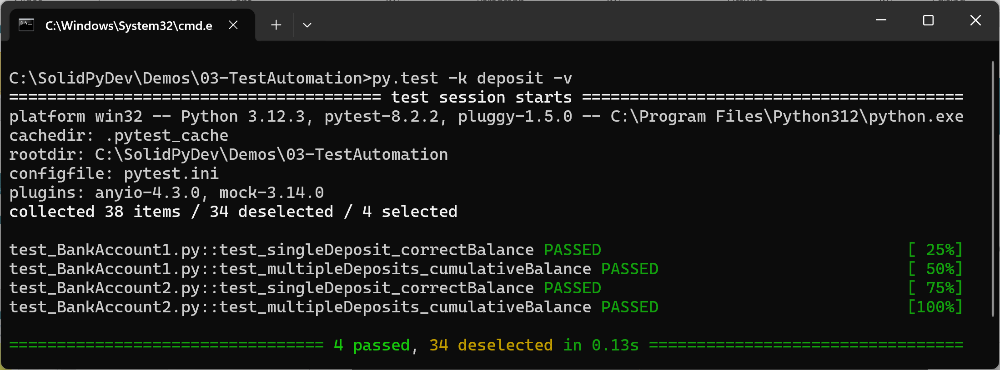 C:\Windows\System32\cmd.e
C:\SolidPyDev\Demos\03-TestAutomation>py.test -k deposit -v
======================================= test session starts ========================================
platform win32 -- Python 3.12.3, pytest-8.2.2, pluggy-1.5.0 -- C:\Program Files\Python312\python.exe
cachedir: .pytest_cache
rootdir: C:\SolidPyDev\Demos\03-TestAutomation
configfile: pytest.ini
plugins: anyio-4.3.0, mock-3.14.0
collected 38 items / 34 deselected / 4 selected
test_BankAccount1.py::test_singleDeposit_correctBalance PASSED [ 25%]
test_BankAccount1.py::test_multipleDeposits_cumulativeBalance PASSED [ 50%]
test_BankAccount2.py::test_singleDeposit_correctBalance PASSED [ 75%]
test_BankAccount2.py::test_multipleDeposits_cumulativeBalance PASSED [100%]
================================= 4 passed, 34 deselected in 0.13s =================================